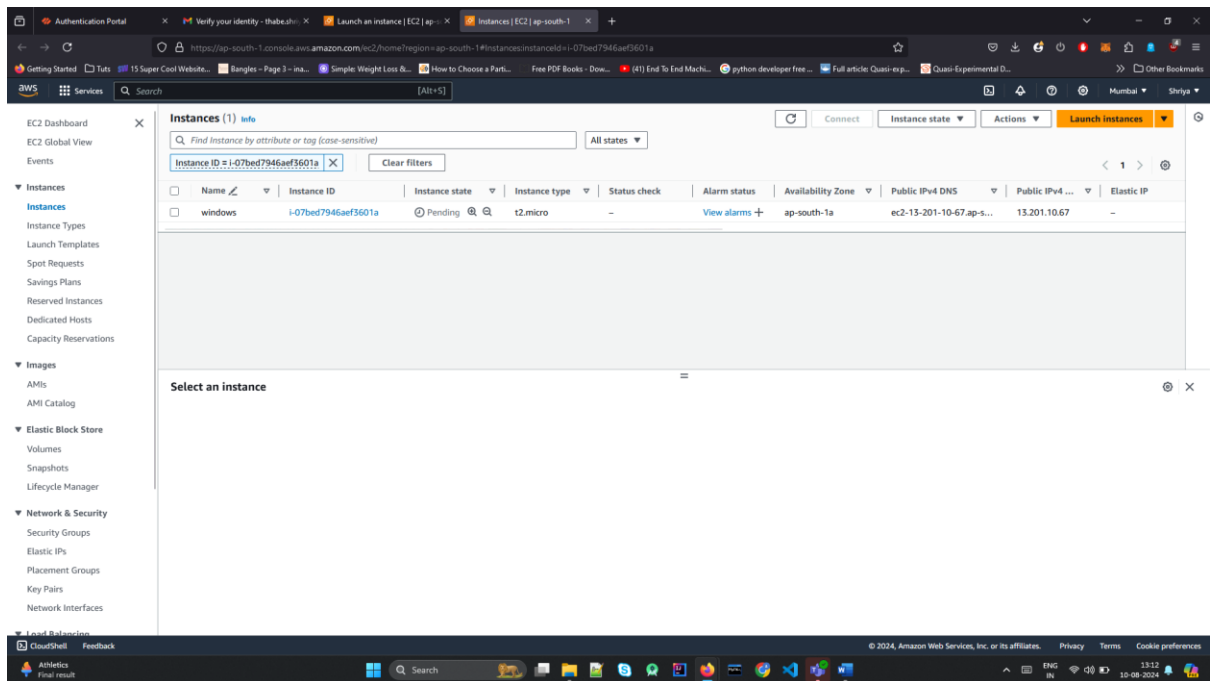 Authentication Portal
Verify your identity - thabe.shri
Launch an instance | EC2 | ap-s
Instances | EC2 | ap-south-1
https://ap-south-1.console.aws.amazon.com/ec2/home?region=ap-south-1#Instances:instanceId=i-07bed7946aef3601a
Getting Started Tuts 15 Super Cool Website... Bangles – Page 3 – ina... Simple: Weight Loss &... How to Choose a Parti... Free PDF Books - Dow... (41) End To End Machi... python developer free ... Full article: Quasi-exp... Quasi-Experimental D... Other Bookmarks
aws Services Search [Alt+S] Mumbai ▼ Shriya ▼
EC2 Dashboard
EC2 Global View
Events
Instances
Instances
Instance Types
Launch Templates
Spot Requests
Savings Plans
Reserved Instances
Dedicated Hosts
Capacity Reservations
Images
AMIs
AMI Catalog
Elastic Block Store
Volumes
Snapshots
Lifecycle Manager
Network & Security
Security Groups
Elastic IPs
Placement Groups
Key Pairs
Network Interfaces
Load Balancing
Instances (1) Info
Connect Instance state ▼ Actions ▼ Launch instances ▼
Find Instance by attribute or tag (case-sensitive) All states ▼
Instance ID = i-07bed7946aef3601a Clear filters
1
Name Instance ID Instance state Instance type Status check Alarm status Availability Zone Public IPv4 DNS Public IPv4 ... Elastic IP
windows i-07bed7946aef3601a Pending t2.micro – View alarms + ap-south-1a ec2-13-201-10-67.ap-s... 13.201.10.67 –
Select an instance
CloudShell Feedback © 2024, Amazon Web Services, Inc. or its affiliates. Privacy Terms Cookie preferences
Athletics
Final result
Search
ENG
IN
13:12
10-08-2024